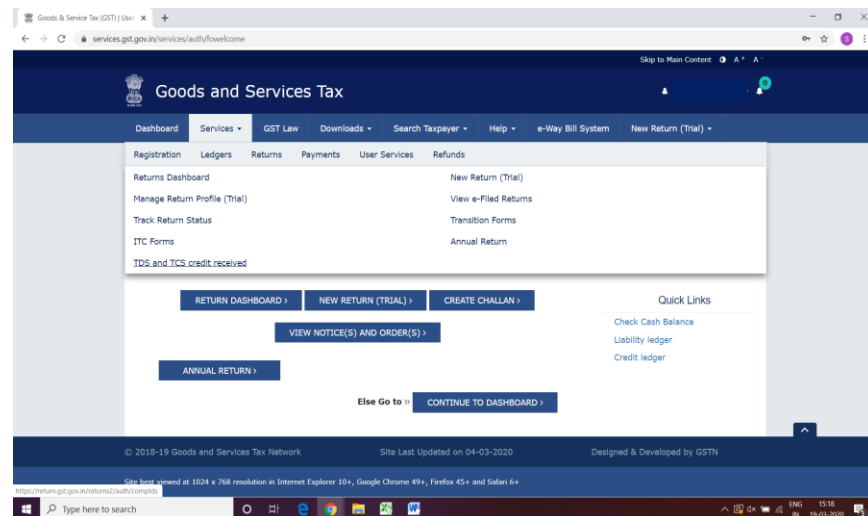 Goods & Service Tax (GST) | User
services.gst.gov.in/services/auth/fowelcome
S
Skip to Main Content A+ A-
Goods and Services Tax
0
Dashboard Services GST Law Downloads Search Taxpayer Help e-Way Bill System New Return (Trial)
Registration Ledgers Returns Payments User Services Refunds
Returns Dashboard New Return (Trial)
Manage Return Profile (Trial) View e-Filed Returns
Track Return Status Transition Forms
ITC Forms Annual Return
TDS and TCS credit received
RETURN DASHBOARD > NEW RETURN (TRIAL) > CREATE CHALLAN > Quick Links
Check Cash Balance
VIEW NOTICE(S) AND ORDER(S) >
Liability ledger
Credit ledger
ANNUAL RETURN >
Else Go to » CONTINUE TO DASHBOARD >
© 2018-19 Goods and Services Tax Network Site Last Updated on 04-03-2020 Designed & Developed by GSTN
Site best viewed at 1024 x 768 resolution in Internet Explorer 10+, Google Chrome 49+, Firefox 45+ and Safari 6+
https://return.gst.gov.in/returns2/auth/comptds
Type here to search ENG 15:18
IN 19-03-2020